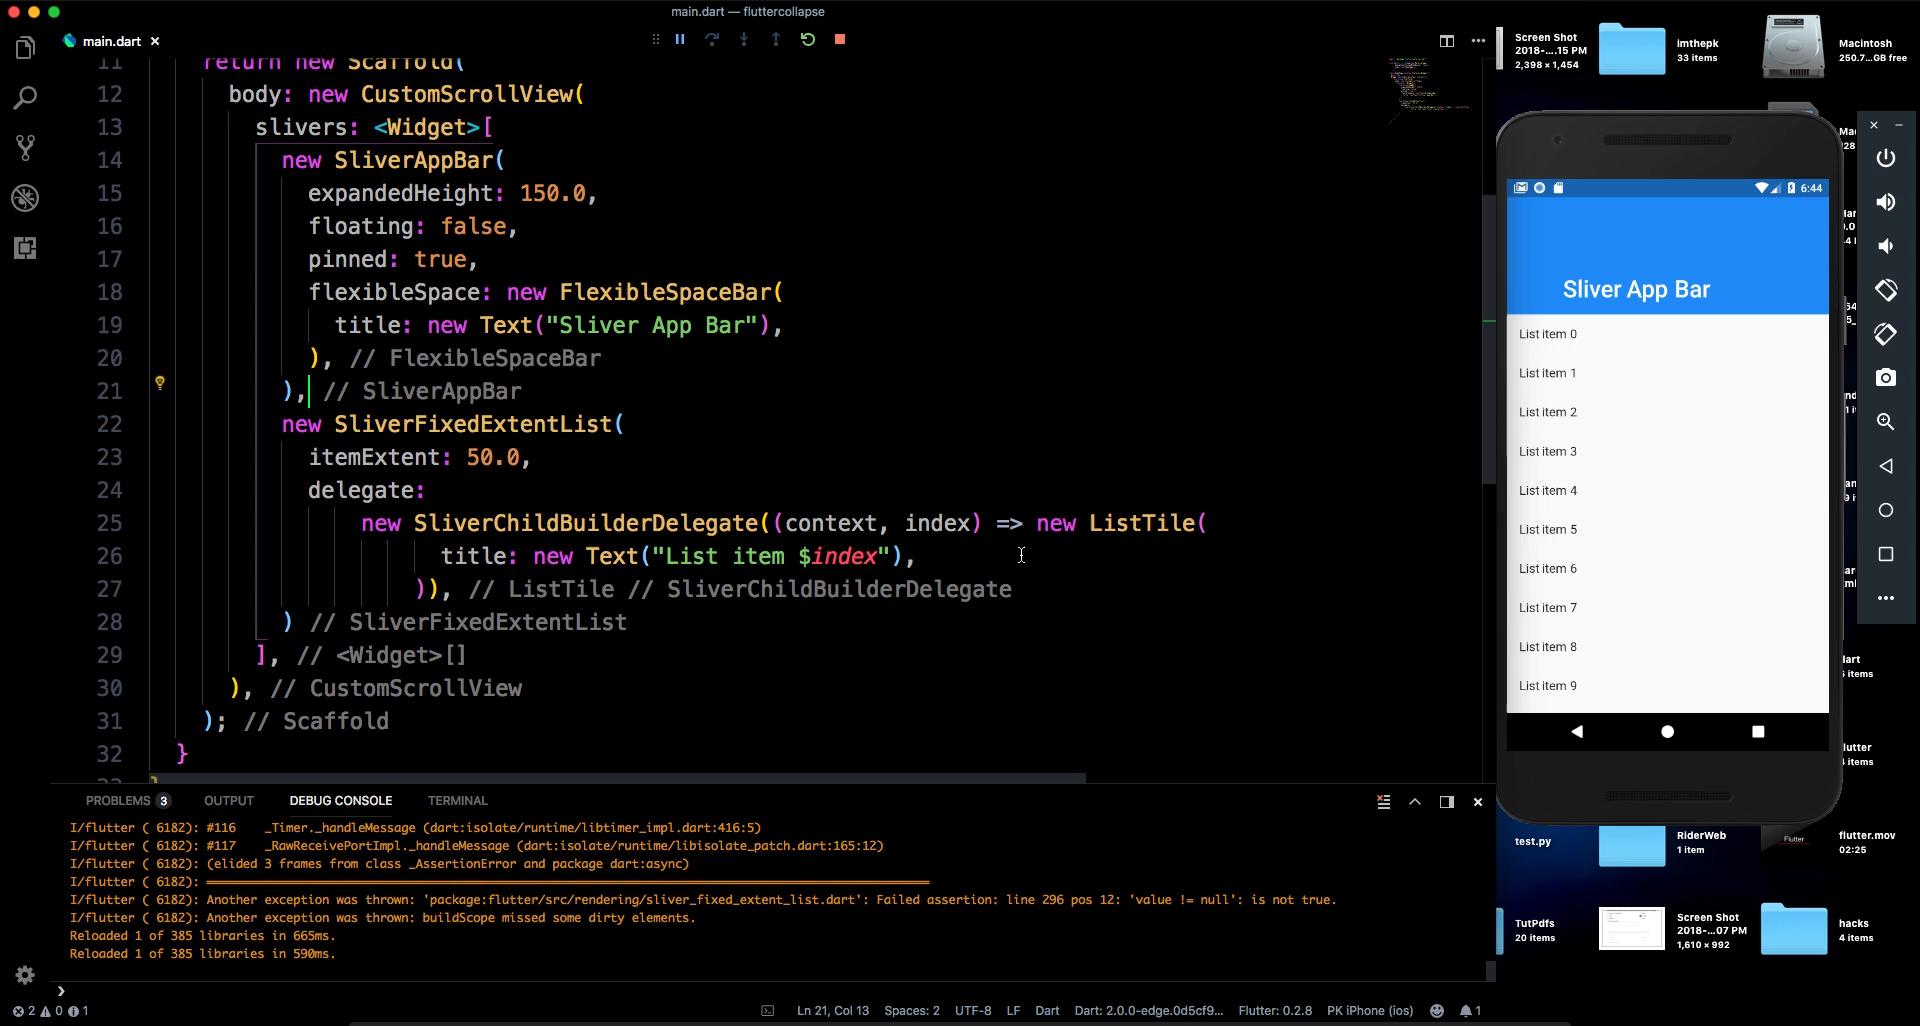 main.dart — fluttercollapse
main.dart ×
11 return new Scaffold(
12 body: new CustomScrollView(
13 slivers: <Widget>[
14 new SliverAppBar(
15 expandedHeight: 150.0,
16 floating: false,
17 pinned: true,
18 flexibleSpace: new FlexibleSpaceBar(
19 title: new Text("Sliver App Bar"),
20 ), // FlexibleSpaceBar
21 ), // SliverAppBar
22 new SliverFixedExtentList(
23 itemExtent: 50.0,
24 delegate:
25 new SliverChildBuilderDelegate((context, index) => new ListTile(
26 title: new Text("List item $index"),
27 )), // ListTile // SliverChildBuilderDelegate
28 ) // SliverFixedExtentList
29 ], // <Widget>[]
30 ), // CustomScrollView
31 ); // Scaffold
32 }
PROBLEMS 3 OUTPUT DEBUG CONSOLE TERMINAL
I/flutter ( 6182): #116 _Timer._handleMessage (dart:isolate/runtime/libtimer_impl.dart:416:5)
I/flutter ( 6182): #117 _RawReceivePortImpl._handleMessage (dart:isolate/runtime/libisolate_patch.dart:165:12)
I/flutter ( 6182): (elided 3 frames from class _AssertionError and package dart:async)
I/flutter ( 6182):
I/flutter ( 6182): Another exception was thrown: 'package:flutter/src/rendering/sliver_fixed_extent_list.dart': Failed assertion: line 296 pos 12: 'value != null': is not true.
I/flutter ( 6182): Another exception was thrown: buildScope missed some dirty elements.
Reloaded 1 of 385 libraries in 665ms.
Reloaded 1 of 385 libraries in 590ms.
2 0 1
Ln 21, Col 13 Spaces: 2 UTF-8 LF Dart Dart: 2.0.0-edge.0d5cf9... Flutter: 0.2.8 PK iPhone (ios) 1
Screen Shot
2018-....15 PM
2,398 × 1,454
imthepk
33 items
Macintosh
250.7...GB free
6:44
Sliver App Bar
List item 0
List item 1
List item 2
List item 3
List item 4
List item 5
List item 6
List item 7
List item 8
List item 9
test.py
RiderWeb
1 item
Flutter
flutter.mov
02:25
TutPdfs
20 items
Screen Shot
2018-...07 PM
1,610 × 992
hacks
4 items